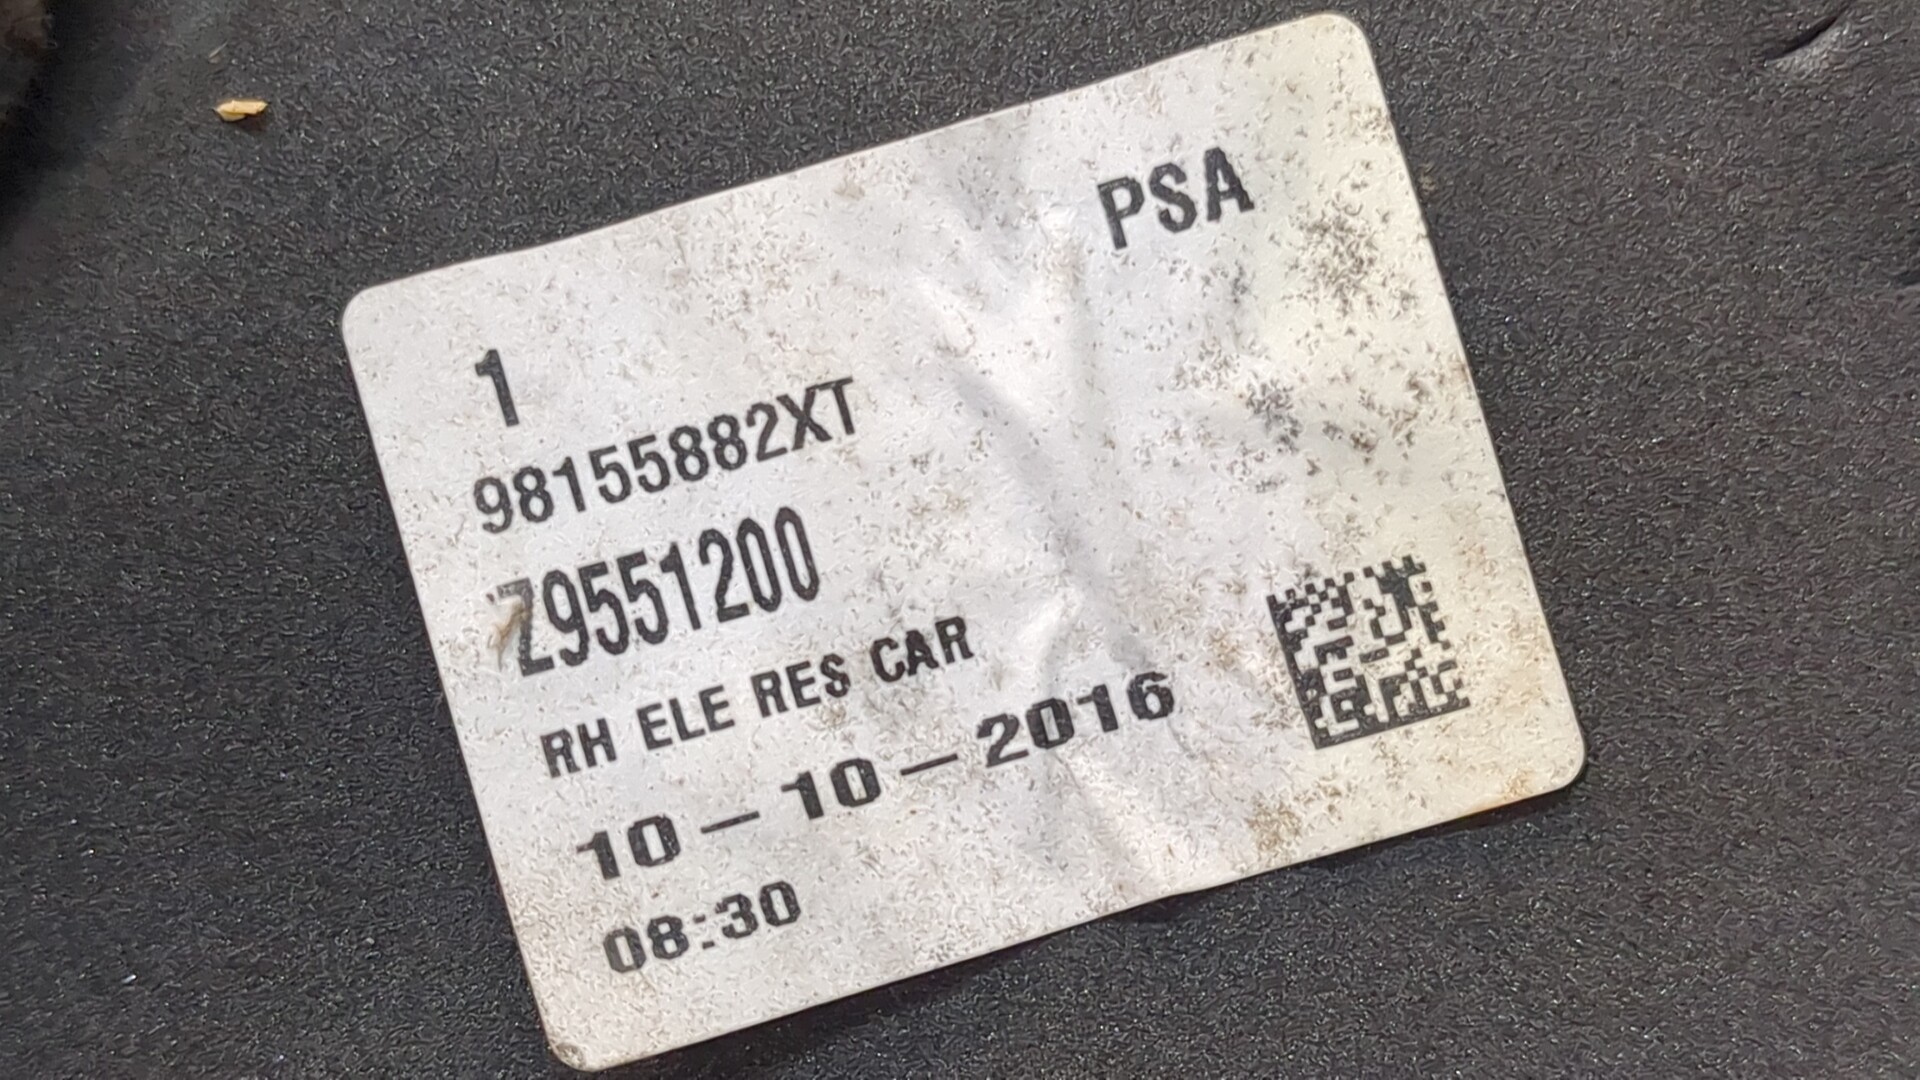 PSA
1
98155882XT
Z9551200
RH ELE RES CAR
10-10-2016
08:30